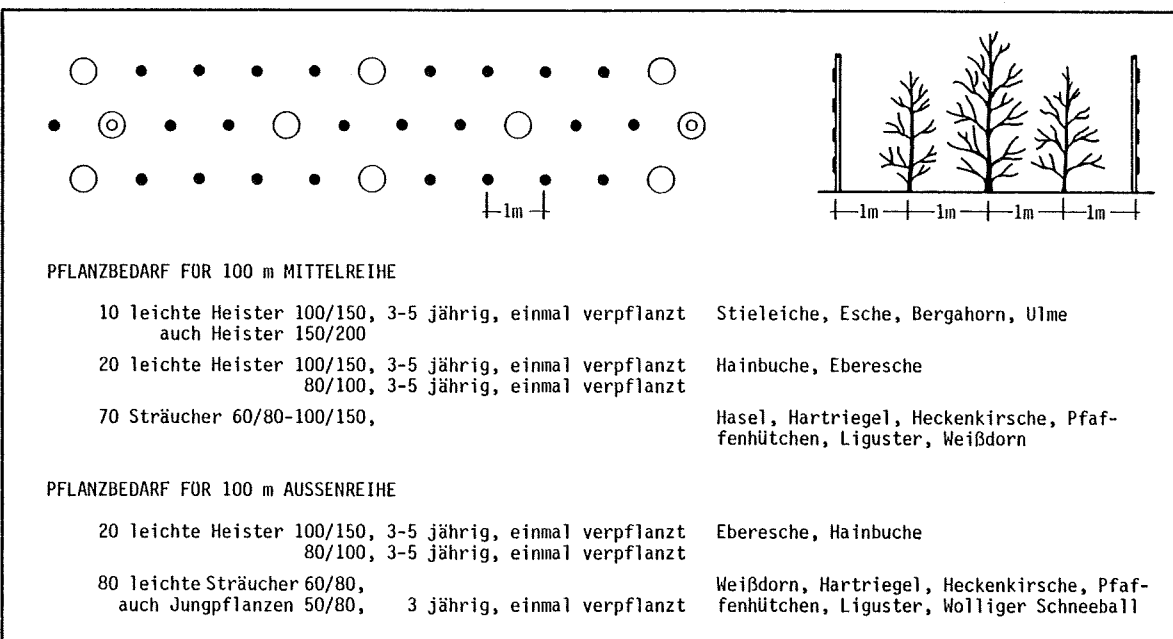 1m
1m 1m 1m 1m
PFLANZBEDARF FÜR 100 m MITTELREIHE
10 leichte Heister 100/150, 3-5 jährig, einmal verpflanzt Stieleiche, Esche, Bergahorn, Ulme
auch Heister 150/200
20 leichte Heister 100/150, 3-5 jährig, einmal verpflanzt Hainbuche, Eberesche
80/100, 3-5 jährig, einmal verpflanzt
70 Sträucher 60/80-100/150, Hasel, Hartriegel, Heckenkirsche, Pfaf-
fenhütchen, Liguster, Weißdorn
PFLANZBEDARF FÜR 100 m AUSSENREIHE
20 leichte Heister 100/150, 3-5 jährig, einmal verpflanzt Eberesche, Hainbuche
80/100, 3-5 jährig, einmal verpflanzt
80 leichte Sträucher 60/80, Weißdorn, Hartriegel, Heckenkirsche, Pfaf-
auch Jungpflanzen 50/80, 3 jährig, einmal verpflanzt fenhütchen, Liguster, Wolliger Schneeball